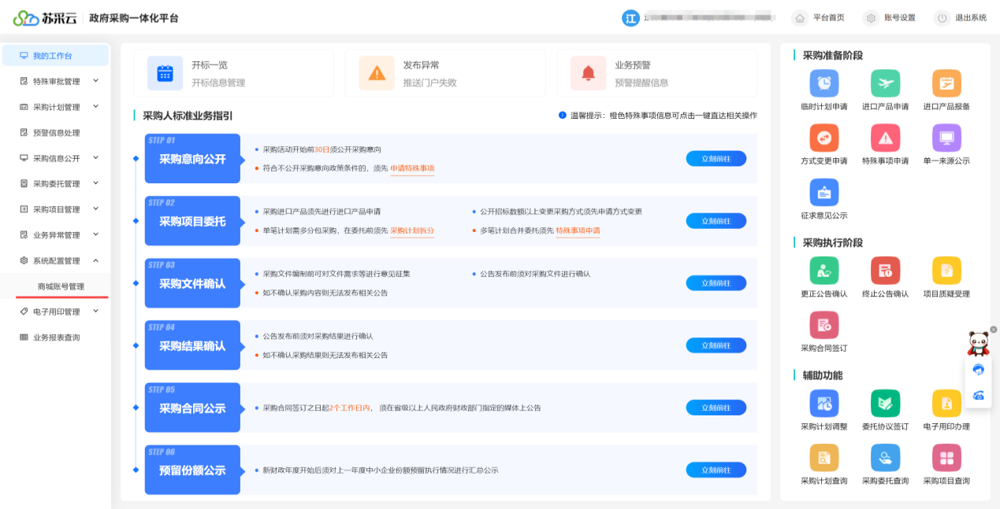 苏采云
政府采购一体化平台
江
平台首页
账号设置
退出系统
我的工作台
特殊审批管理
采购计划管理
预警信息处理
采购信息公开
采购委托管理
采购项目管理
业务异常管理
系统配置管理
商城账号管理
电子用印管理
业务报表查询
开标一览
开标信息管理
发布异常
推送门户失败
业务预警
预警提醒信息
采购人标准业务指引
温馨提示：橙色特殊事项信息可点击一键直达相关操作
STEP 01
采购意向公开
采购活动开始前30日须公开采购意向
符合不公开采购意向政策条件的，须先 申请特殊事项
立刻前往
STEP 02
采购项目委托
采购进口产品须先进行进口产品申请
公开招标数额以上变更采购方式须先申请方式变更
单笔计划需多分包采购，在委托前须先 采购计划拆分
多笔计划合并委托须先 特殊事项申请
立刻前往
STEP 03
采购文件确认
采购文件编制前可对文件需求等进行意见征集
公告发布前须对采购文件进行确认
如不确认采购内容则无法发布相关公告
立刻前往
STEP 04
采购结果确认
公告发布前须对采购结果进行确认
如不确认采购结果则无法发布相关公告
立刻前往
STEP 05
采购合同公示
采购合同签订之日起2个工作日内， 须在省级以上人民政府财政部门指定的媒体上公告
立刻前往
STEP 06
预留份额公示
新财政年度开始后须对上一年度中小企业份额预留执行情况进行汇总公示
立刻前往
采购准备阶段
临时计划申请
进口产品申请
进口产品报备
方式变更申请
特殊事项申请
单一来源公示
征求意见公示
采购执行阶段
更正公告确认
终止公告确认
项目质疑受理
采购合同签订
辅助功能
采购计划调整
委托协议签订
电子用印办理
采购计划查询
采购委托查询
采购项目查询